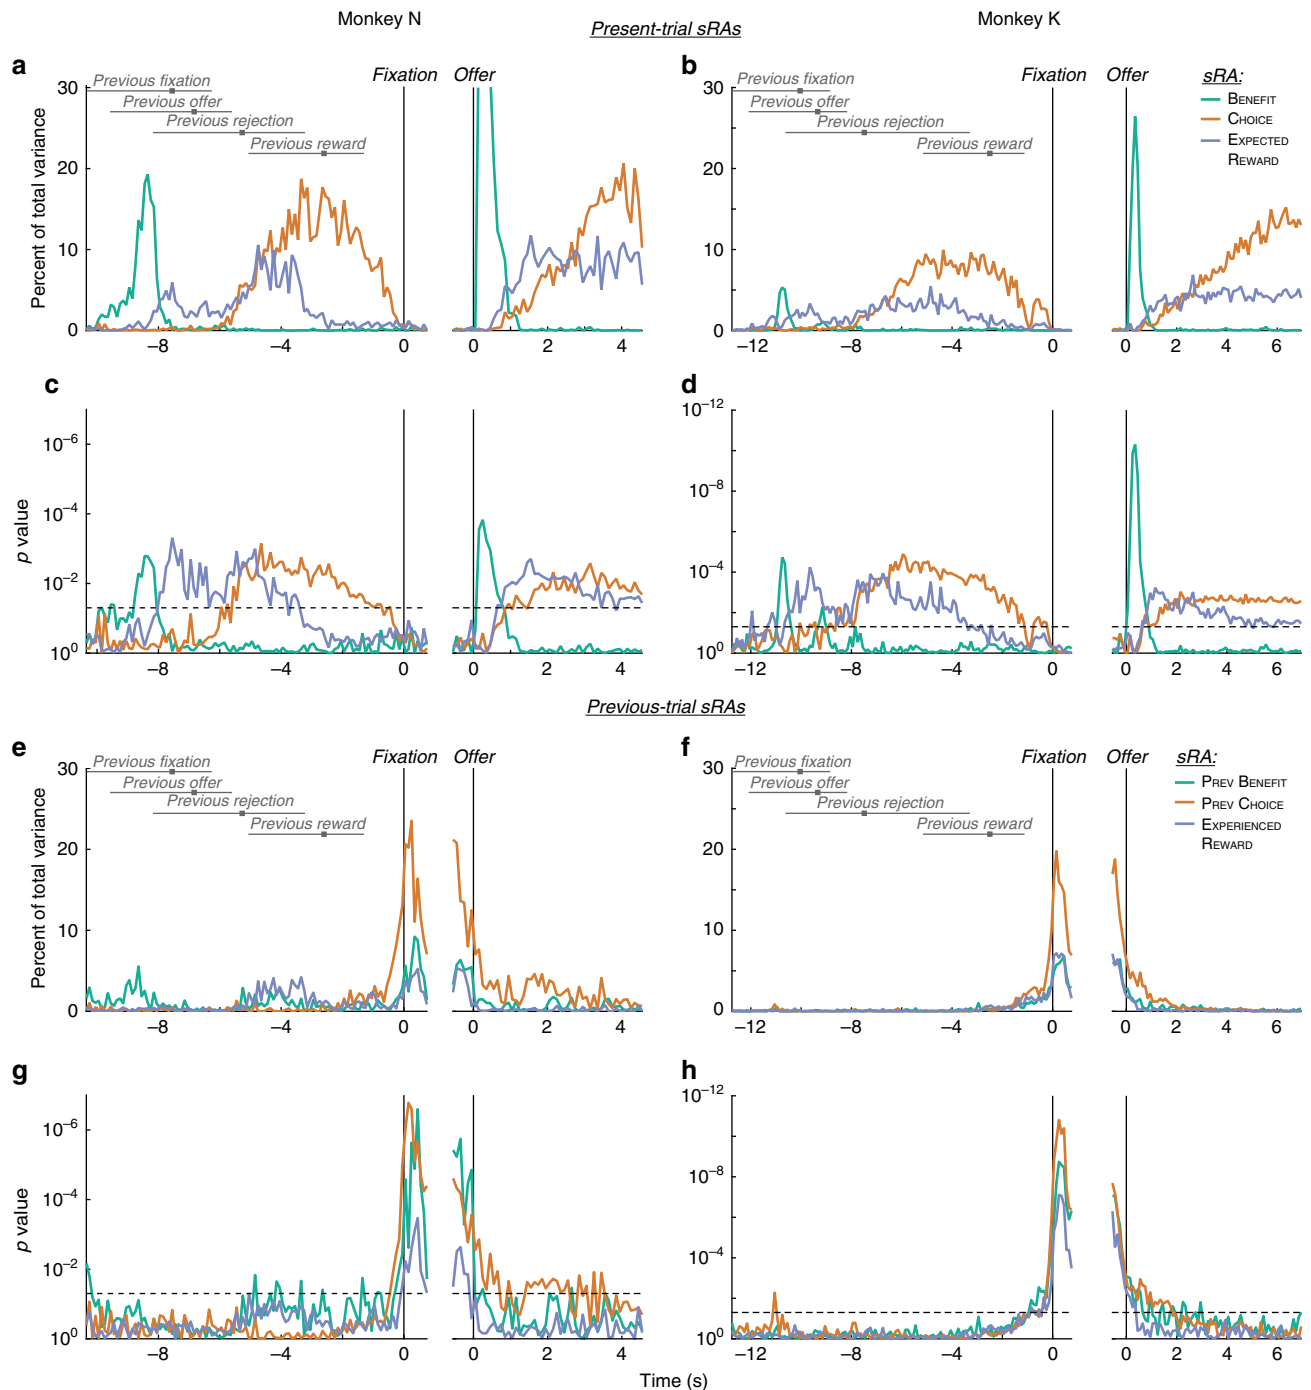 Monkey N
Monkey K
Present-trial sRAs
a
b
Fixation
Offer
Fixation
Offer
sRA:
BENEFIT
CHOICE
EXPECTED
REWARD
Previous fixation
Previous offer
Previous rejection
Previous reward
Previous fixation
Previous offer
Previous rejection
Previous reward
Percent of total variance
30
20
10
0
–8
–4
0
0
2
4
30
20
10
0
–12
–8
–4
0
0
2
4
6
c
d
p value
10–6
10–4
10–2
100
–8
–4
0
0
2
4
10–12
10–8
10–4
100
–12
–8
–4
0
0
2
4
6
Previous-trial sRAs
e
f
Fixation
Offer
Fixation
Offer
sRA:
PREV BENEFIT
PREV CHOICE
EXPERIENCED
REWARD
Previous fixation
Previous offer
Previous rejection
Previous reward
Previous fixation
Previous offer
Previous rejection
Previous reward
Percent of total variance
30
20
10
0
–8
–4
0
0
2
4
30
20
10
0
–12
–8
–4
0
0
2
4
6
g
h
p value
10–6
10–4
10–2
100
–8
–4
0
0
2
4
10–12
10–8
10–4
100
–12
–8
–4
0
0
2
4
6
Time (s)